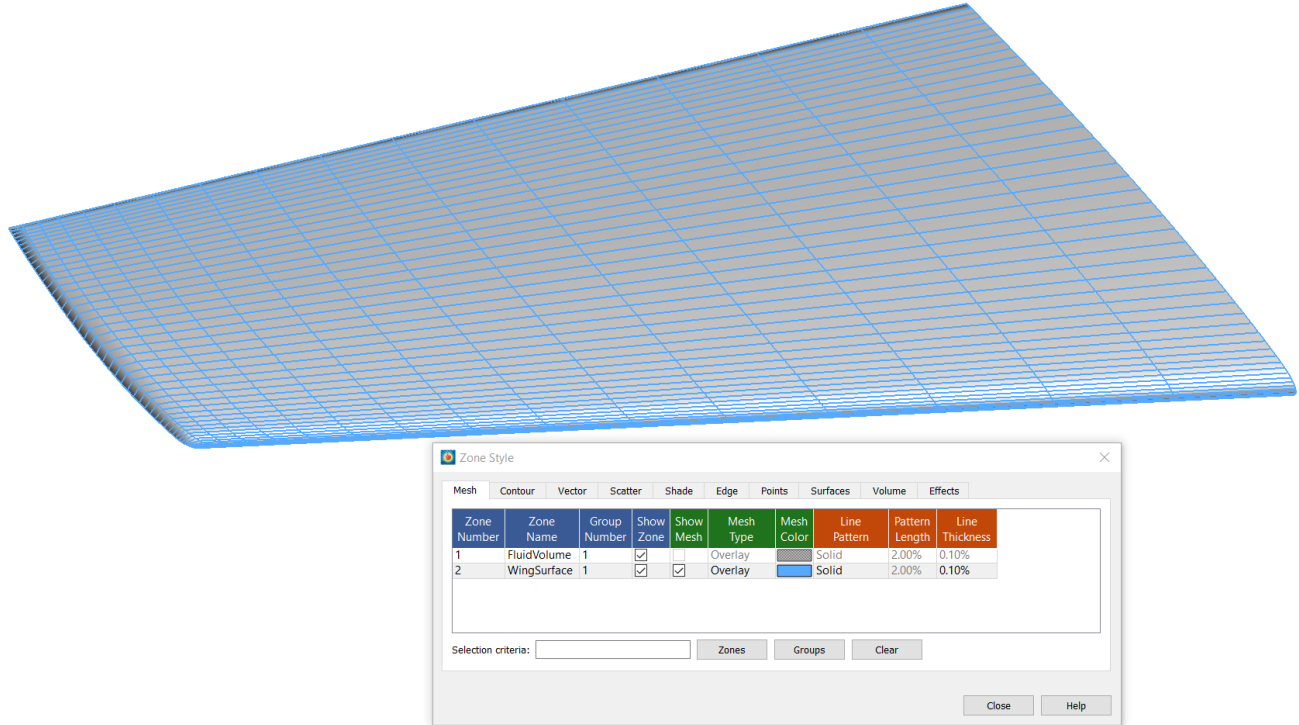 Zone Style
Mesh Contour Vector Scatter Shade Edge Points Surfaces Volume Effects
Zone Number Zone Name Group Number Show Zone Show Mesh Mesh Type Mesh Color Line Pattern Pattern Length Line Thickness
1 FluidVolume 1 Overlay Solid 2.00% 0.10%
2 WingSurface 1 Overlay Solid 2.00% 0.10%
Selection criteria: Zones Groups Clear
Close Help